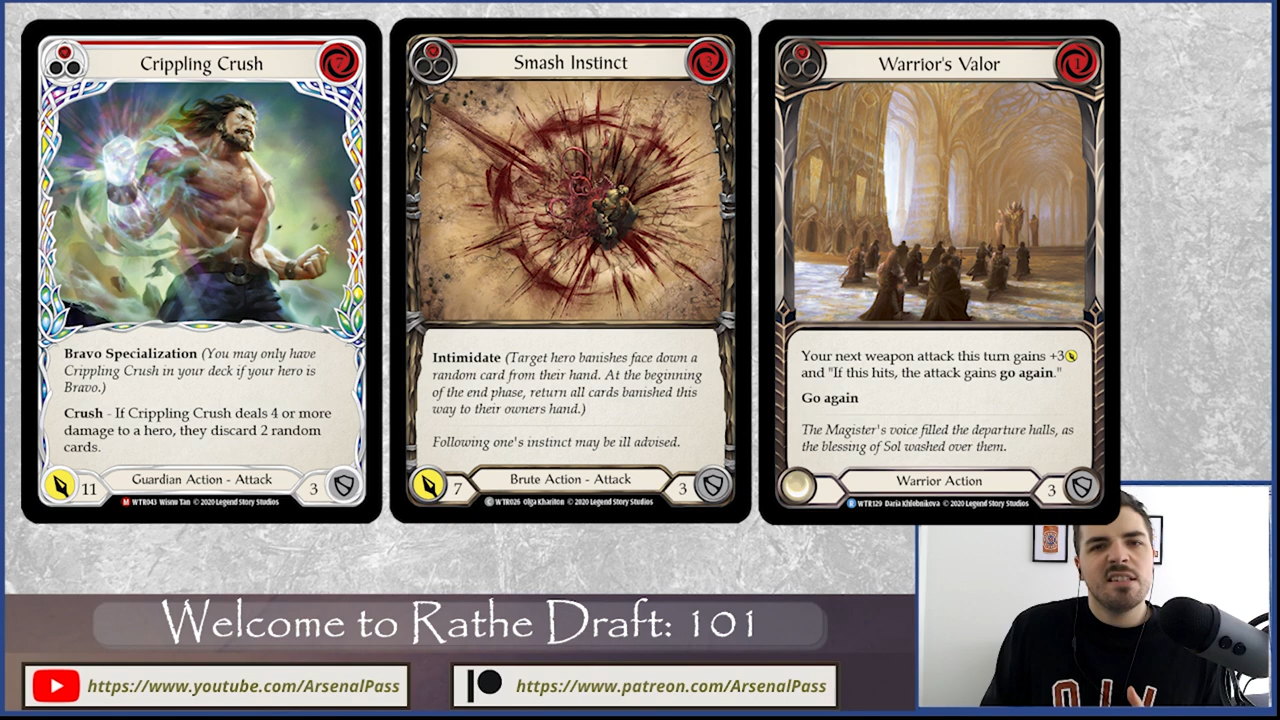 Crippling Crush
7
Bravo Specialization (You may only have
Crippling Crush in your deck if your hero is
Bravo.)
Crush - If Crippling Crush deals 4 or more
damage to a hero, they discard 2 random
cards.
11
Guardian Action - Attack
3
M WTR043 Wisnu Tan © 2020 Legend Story Studios
Smash Instinct
3
Intimidate (Target hero banishes face down a
random card from their hand. At the beginning
of the end phase, return all cards banished this
way to their owners hand.)
Following one's instinct may be ill advised.
7
Brute Action - Attack
3
C WTR026 Olga Khariton © 2020 Legend Story Studios
Warrior's Valor
1
Your next weapon attack this turn gains +3
and "If this hits, the attack gains go again."
Go again
The Magister's voice filled the departure halls, as
the blessing of Sol washed over them.
Warrior Action
3
R WTR129 Daria Khlebnikova © 2020 Legend Story Studios
Welcome to Rathe Draft: 101
https://www.youtube.com/ArsenalPass
https://www.patreon.com/ArsenalPass